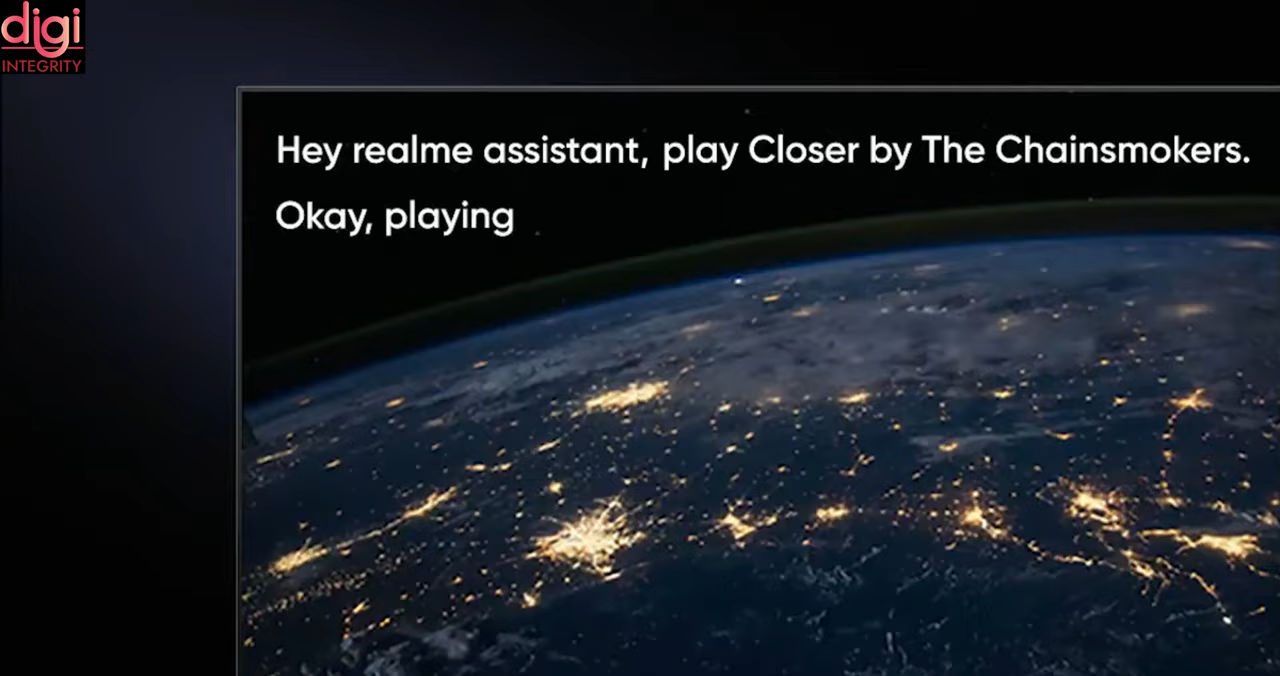 digi
INTEGRITY
Hey realme assistant, play Closer by The Chainsmokers.
Okay, playing